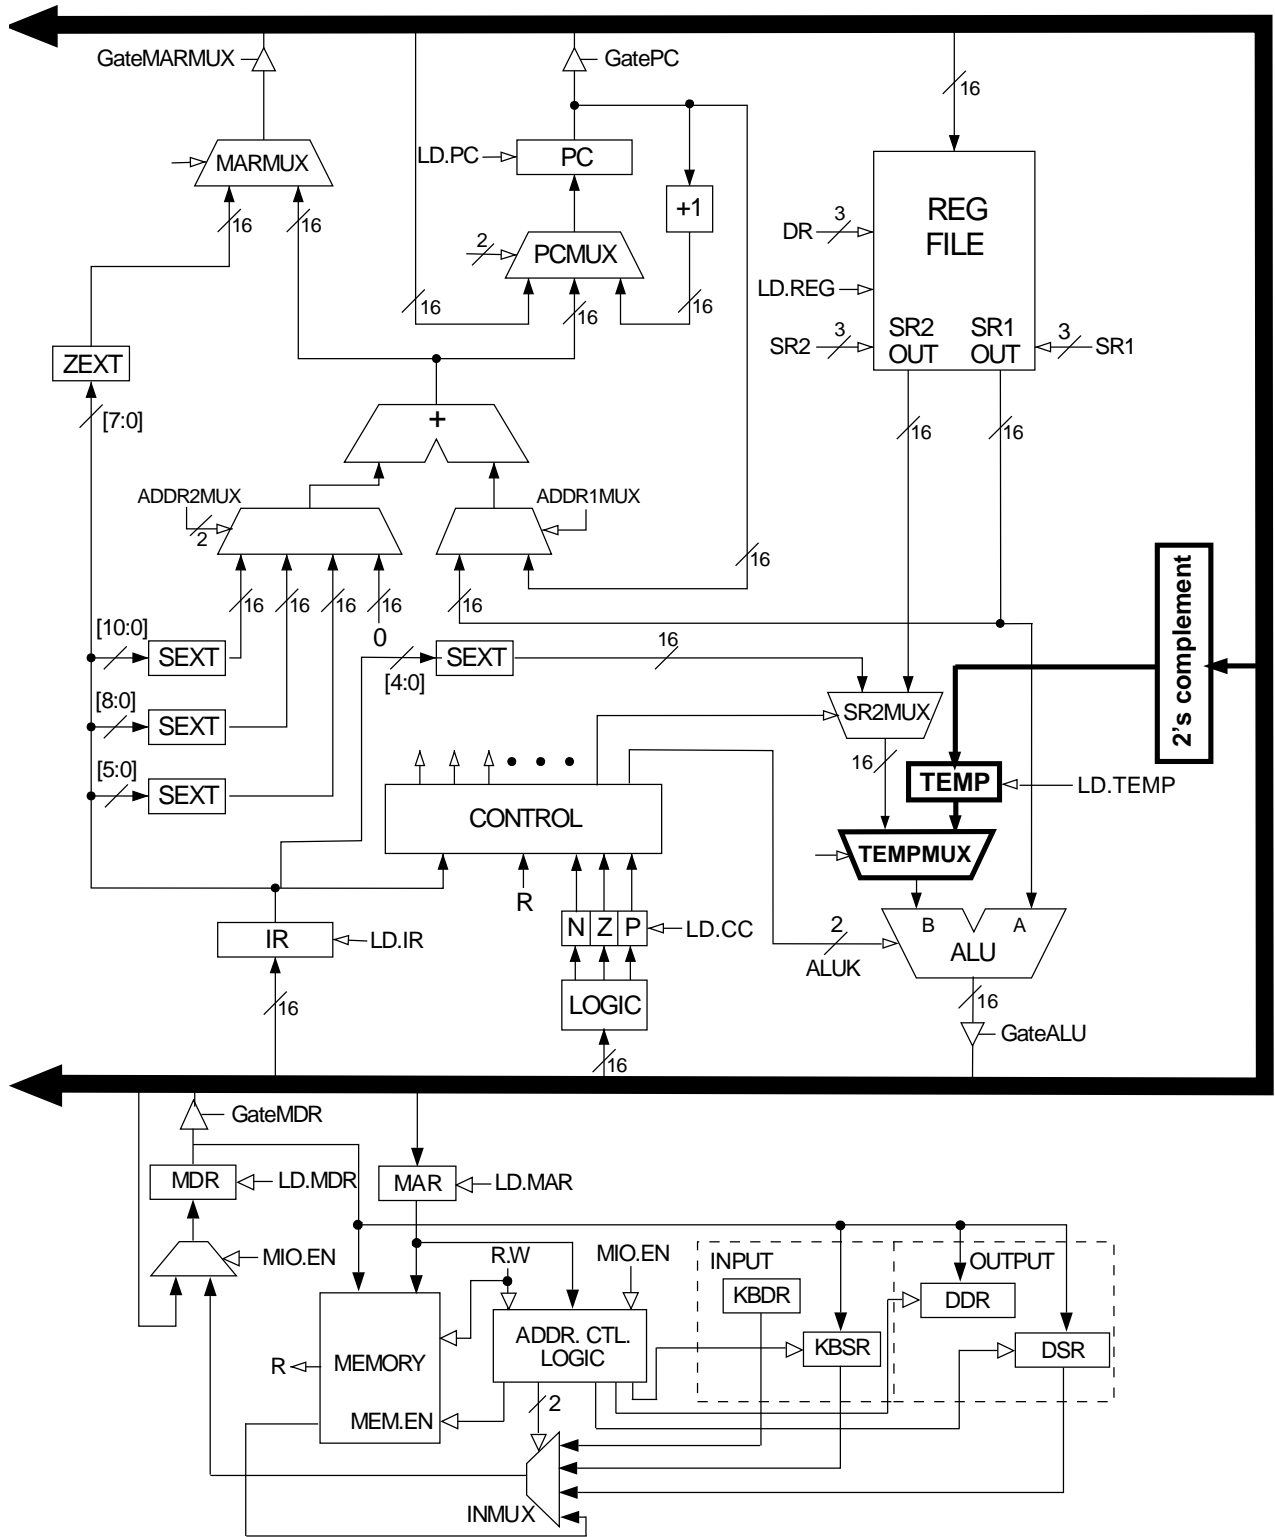 GateMARMUX
GatePC
16
MARMUX
LD.PC
PC
+1
REG
FILE
DR
3
LD.REG
16
16
2
PCMUX
16
16
16
SR2
OUT
SR1
OUT
SR2
3
3
SR1
ZEXT
[7:0]
+
16
16
ADDR2MUX
2
ADDR1MUX
16
16
16
16
16
16
0
2's complement
[10:0]
SEXT
[4:0]
SEXT
16
[8:0]
SEXT
SR2MUX
16
[5:0]
SEXT
TEMP
LD.TEMP
CONTROL
TEMPMUX
R
N
Z
P
LD.CC
B
A
ALU
2
ALUK
IR
LD.IR
16
LOGIC
16
16
GateALU
GateMDR
MDR
LD.MDR
MAR
LD.MAR
MIO.EN
R.W
MIO.EN
INPUT
OUTPUT
KBDR
DDR
ADDR. CTL.
LOGIC
KBSR
DSR
R
MEMORY
MEM.EN
2
INMUX